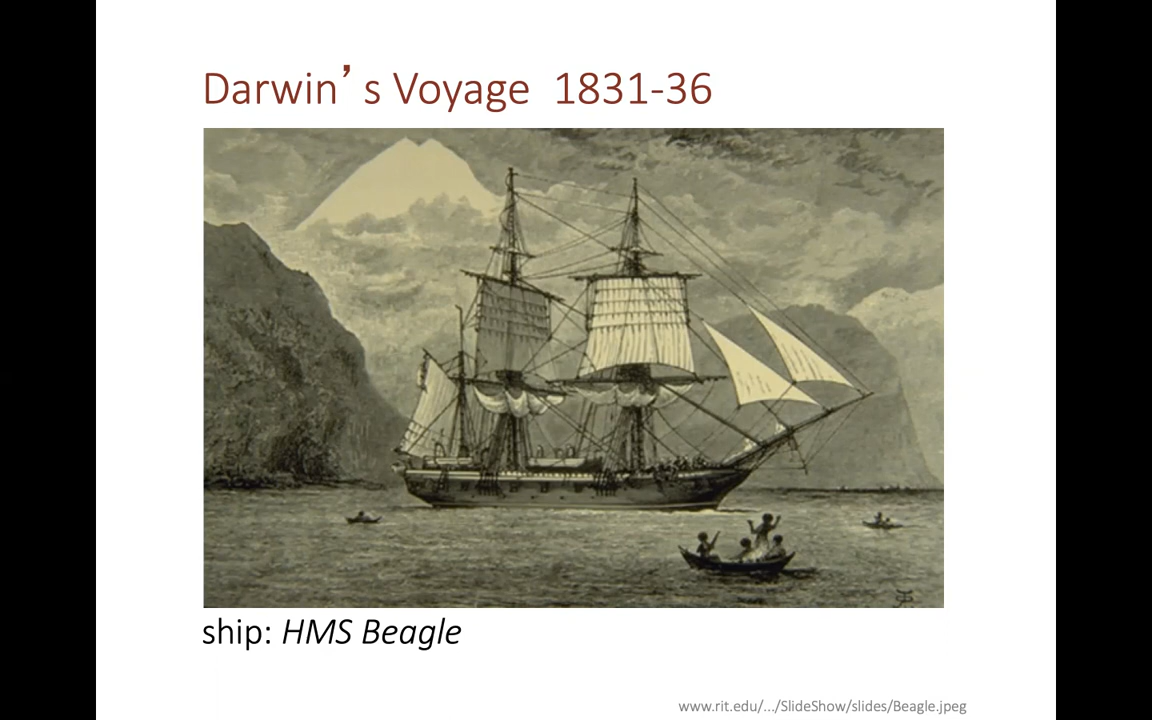 Darwin’s Voyage 1831-36
ship: HMS Beagle
www.rit.edu/.../SlideShow/slides/Beagle.jpeg